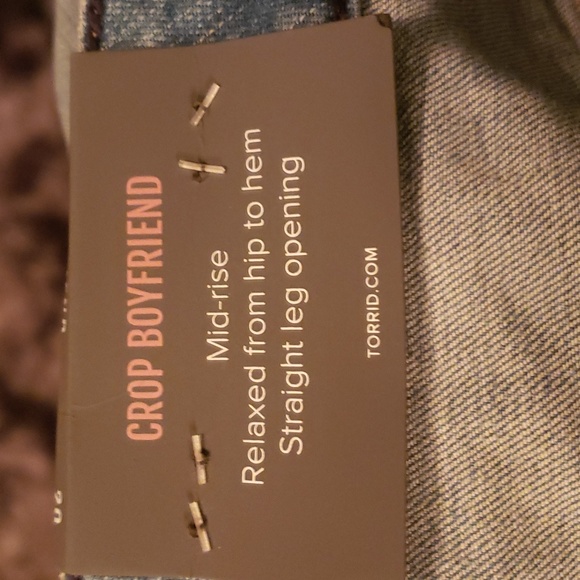 CROP BOYFRIEND
Mid-rise
Relaxed from hip to hem
Straight leg opening
TORRID.COM